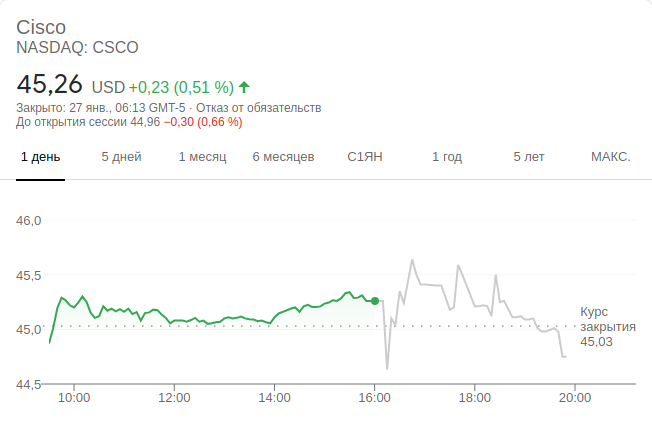 Cisco
NASDAQ: CSCO
45,26 USD +0,23 (0,51 %)
Закрыто: 27 янв., 06:13 GMT-5 · Отказ от обязательств
До открытия сессии 44,96 −0,30 (0,66 %)
1 день 5 дней 1 месяц 6 месяцев С1ЯН 1 год 5 лет МАКС.
46,0
45,5
45,0
44,5
Курс
закрытия
45,03
10:00 12:00 14:00 16:00 18:00 20:00